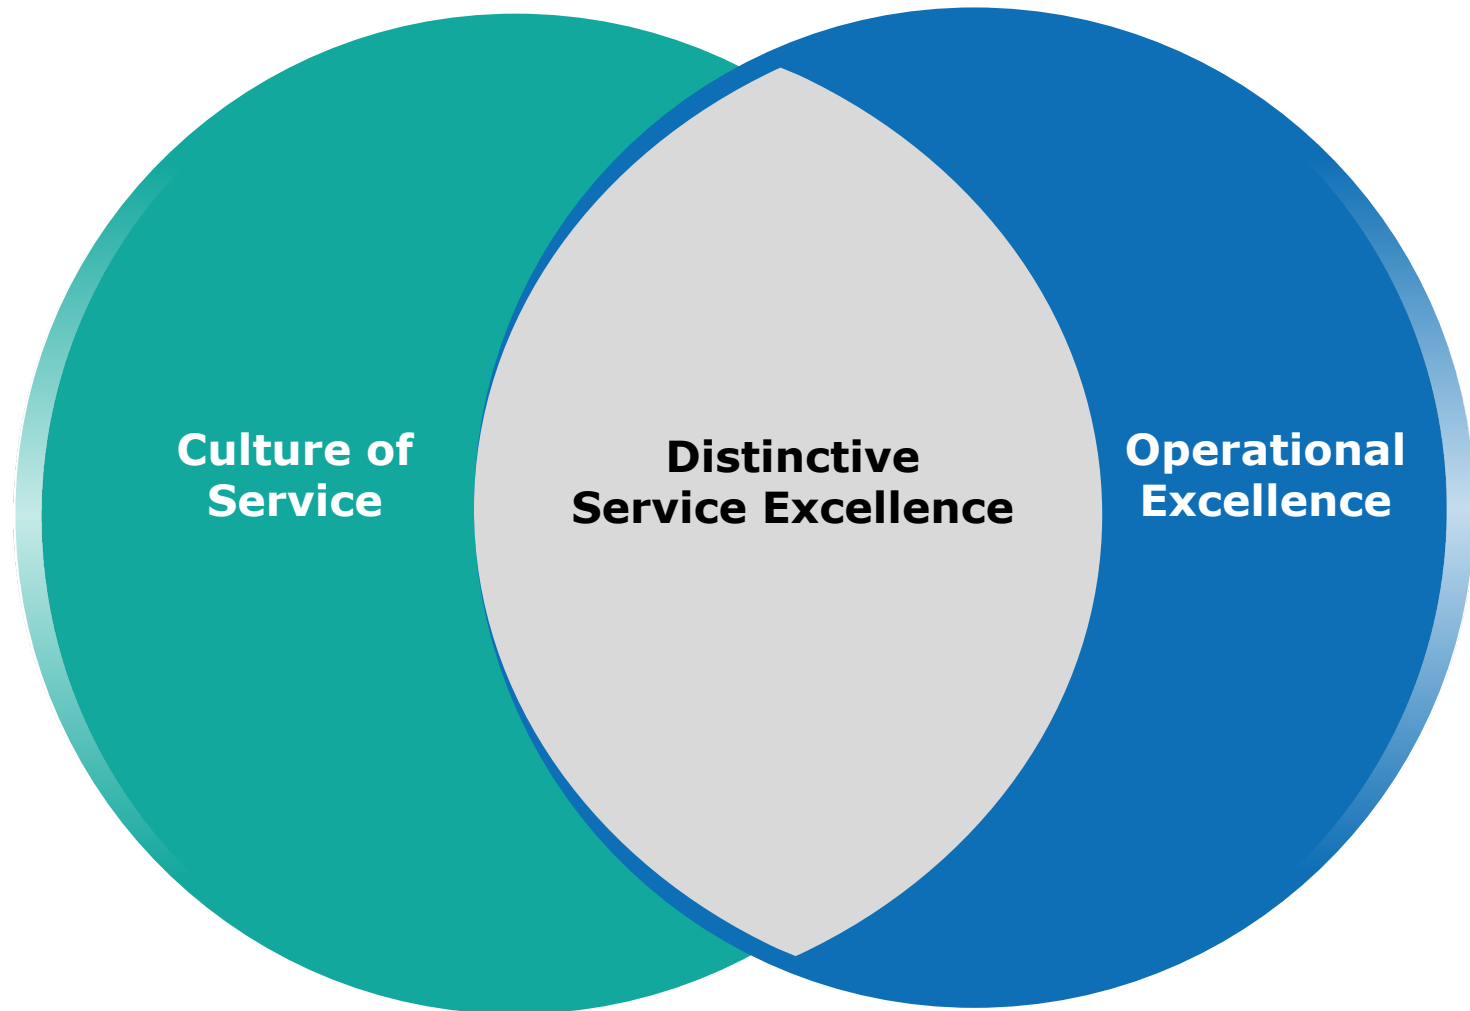 Culture of
Service
Distinctive
Service Excellence
Operational
Excellence